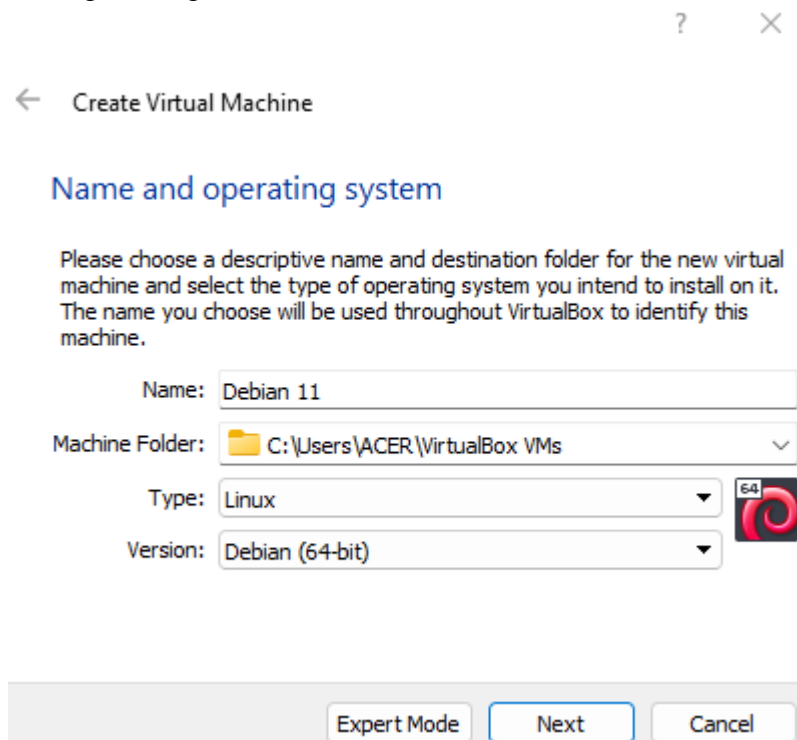 Create Virtual Machine
Name and operating system
Please choose a descriptive name and destination folder for the new virtual
machine and select the type of operating system you intend to install on it.
The name you choose will be used throughout VirtualBox to identify this
machine.
Name: Debian 11
Machine Folder: C:\Users\ACER\VirtualBox VMs
Type: Linux
64
Version: Debian (64-bit)
Expert Mode Next Cancel